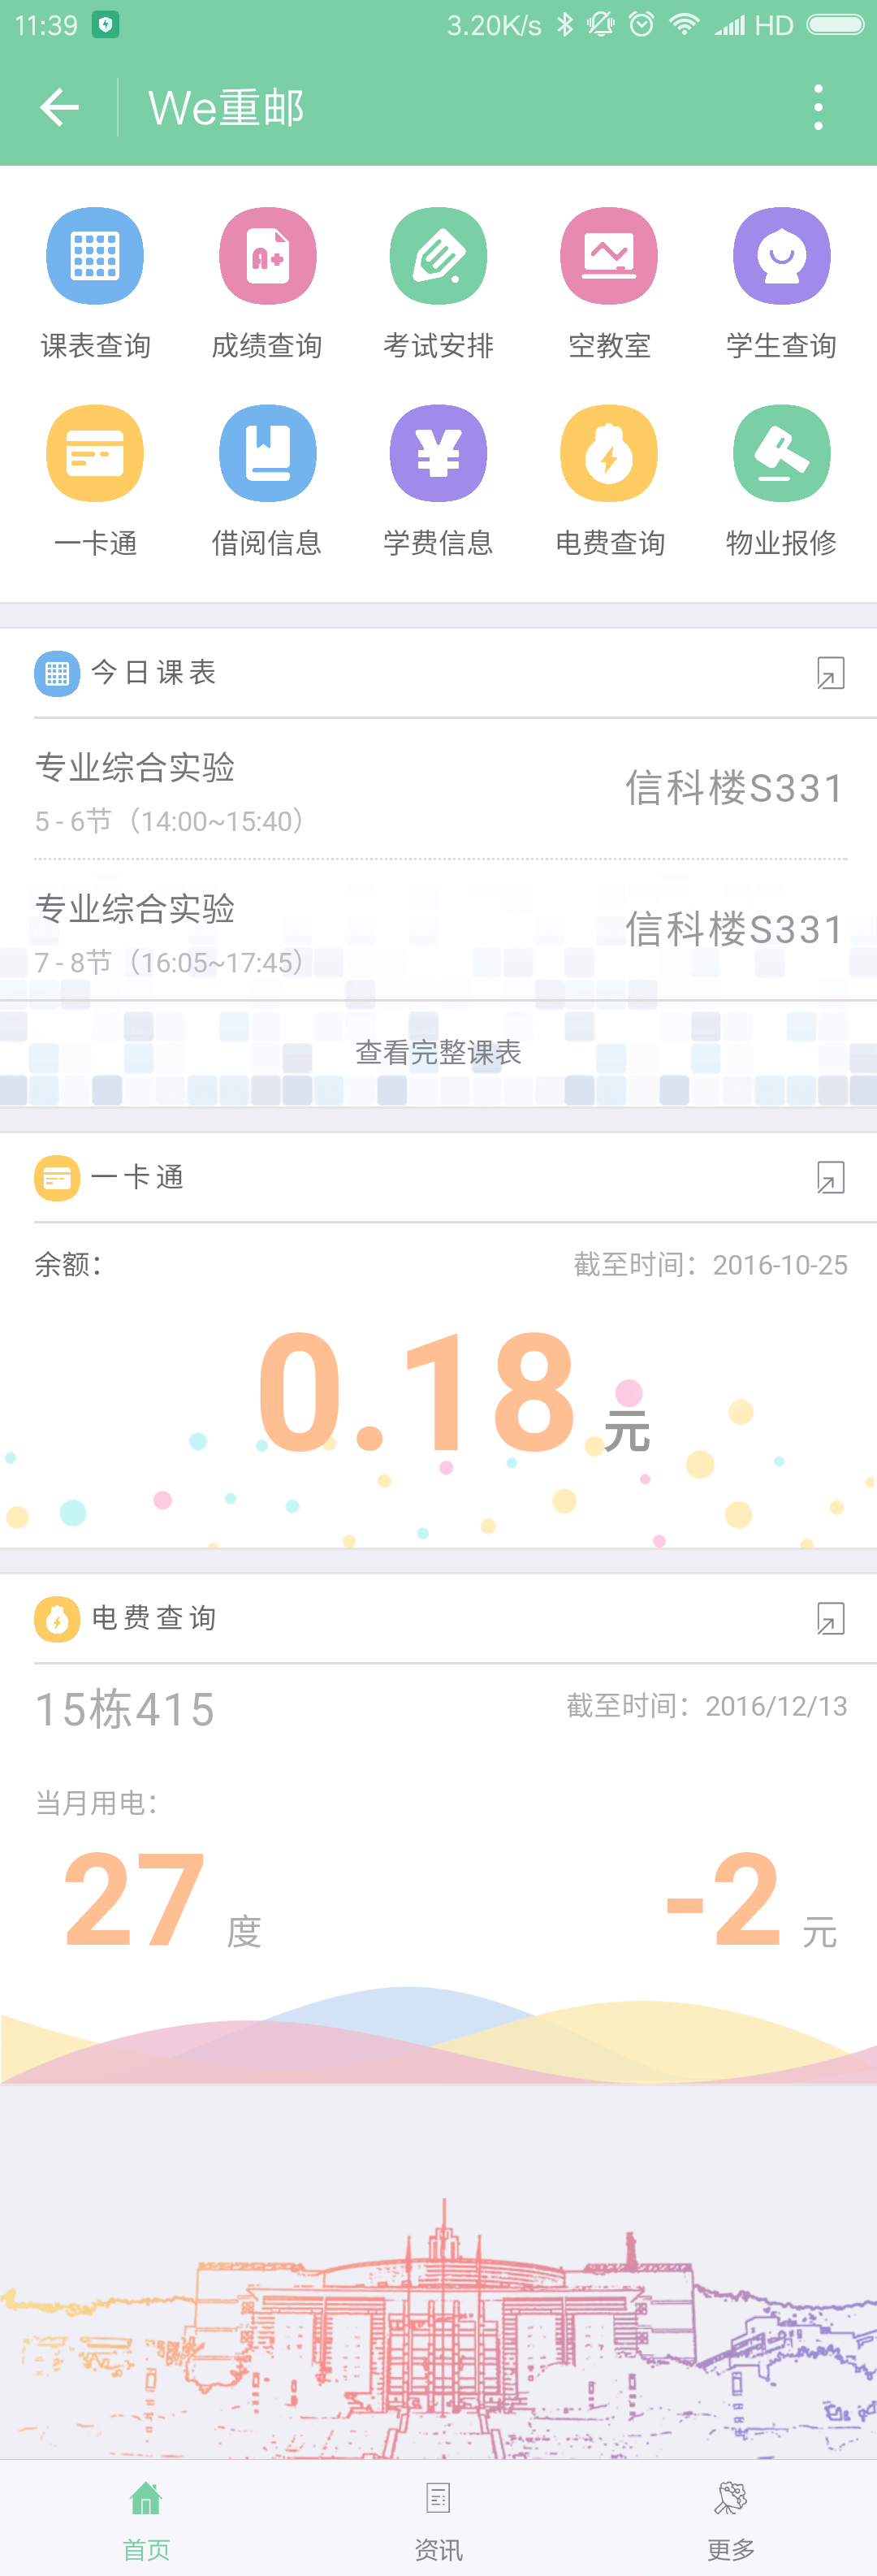 11:39 3.20K/s HD
We重邮
课表查询 成绩查询 考试安排 空教室 学生查询
一卡通 借阅信息 学费信息 电费查询 物业报修
今日课表
专业综合实验
信科楼S331
5 - 6节（14:00~15:40）
专业综合实验
信科楼S331
7 - 8节（16:05~17:45）
查看完整课表
一卡通
余额： 截至时间：2016-10-25
0.18 元
电费查询
15栋415 截至时间：2016/12/13
当月用电：
27 度 -2 元
首页 资讯 更多